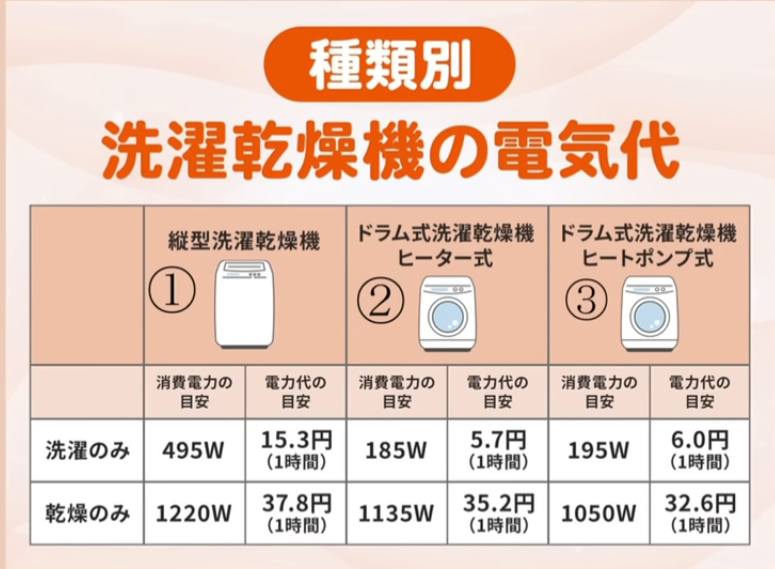 種類別
洗濯乾燥機の電気代
縦型洗濯乾燥機
①
ドラム式洗濯乾燥機
ヒーター式
②
ドラム式洗濯乾燥機
ヒートポンプ式
③
消費電力の
目安
電力代の
目安
消費電力の
目安
電力代の
目安
消費電力の
目安
電力代の
目安
洗濯のみ
495W
15.3円
(1時間)
185W
5.7円
(1時間)
195W
6.0円
(1時間)
乾燥のみ
1220W
37.8円
(1時間)
1135W
35.2円
(1時間)
1050W
32.6円
(1時間)